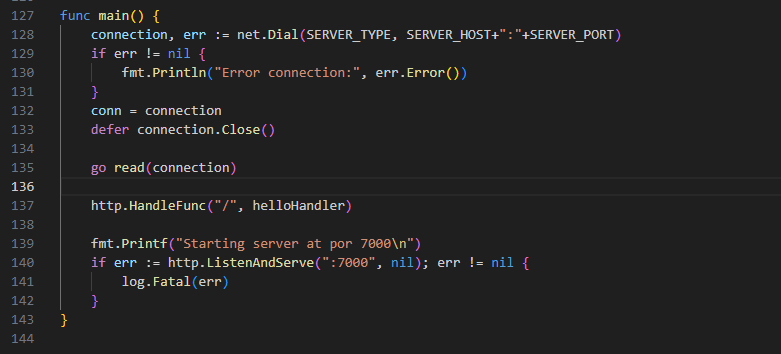 127 func main() {
128 connection, err := net.Dial(SERVER_TYPE, SERVER_HOST+":"+SERVER_PORT)
129 if err != nil {
130 fmt.Println("Error connection:", err.Error())
131 }
132 conn = connection
133 defer connection.Close()
134
135 go read(connection)
136
137 http.HandleFunc("/", helloHandler)
138
139 fmt.Printf("Starting server at por 7000\n")
140 if err := http.ListenAndServe(":7000", nil); err != nil {
141 log.Fatal(err)
142 }
143 }
144